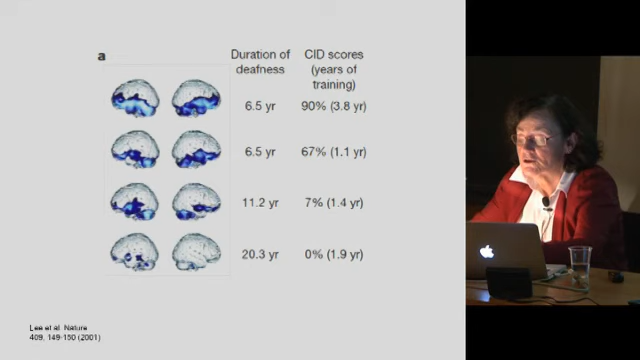 a
Duration of deafness
CID scores (years of training)
6.5 yr 90% (3.8 yr)
6.5 yr 67% (1.1 yr)
11.2 yr 7% (1.4 yr)
20.3 yr 0% (1.9 yr)
Lee et al. Nature
409, 149-150 (2001)